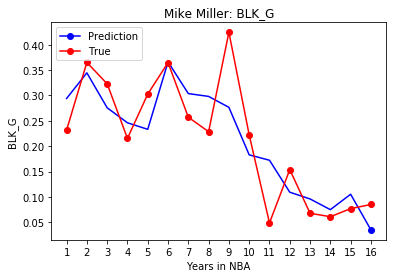 Mike Miller: BLK_G
Prediction
True
0.40
0.35
0.30
0.25
0.20
0.15
0.10
0.05
BLK_G
1 2 3 4 5 6 7 8 9 10 11 12 13 14 15 16
Years in NBA